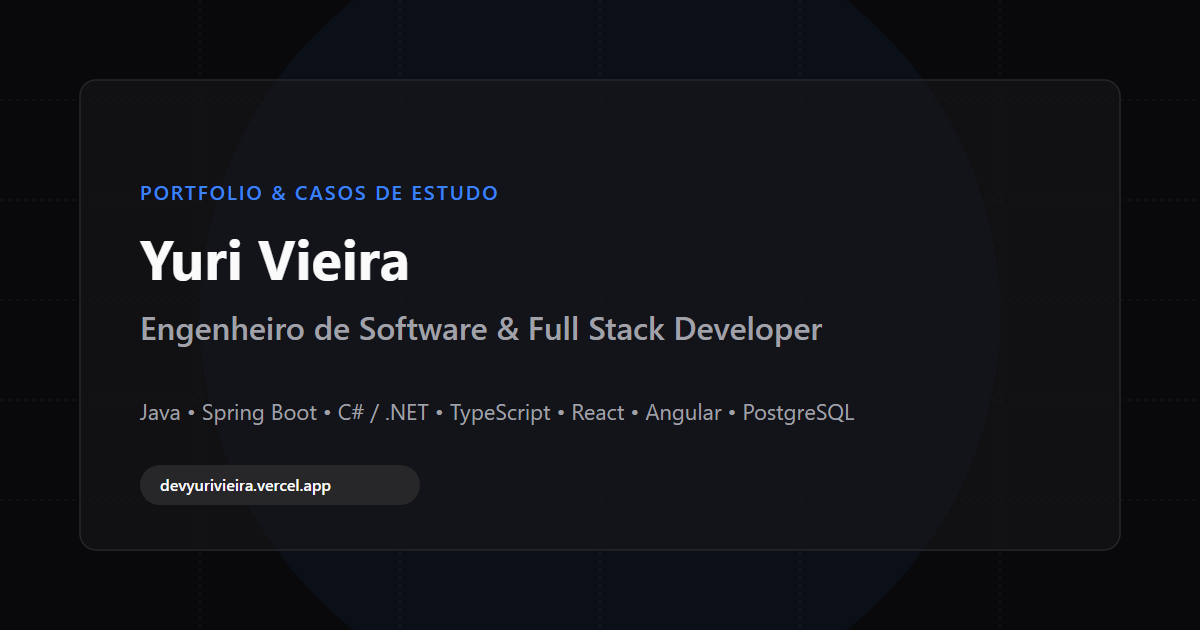 PORTFOLIO & CASOS DE ESTUDO
Yuri Vieira
Engenheiro de Software & Full Stack Developer
Java • Spring Boot • C# / .NET • TypeScript • React • Angular • PostgreSQL
devyurivieira.vercel.app